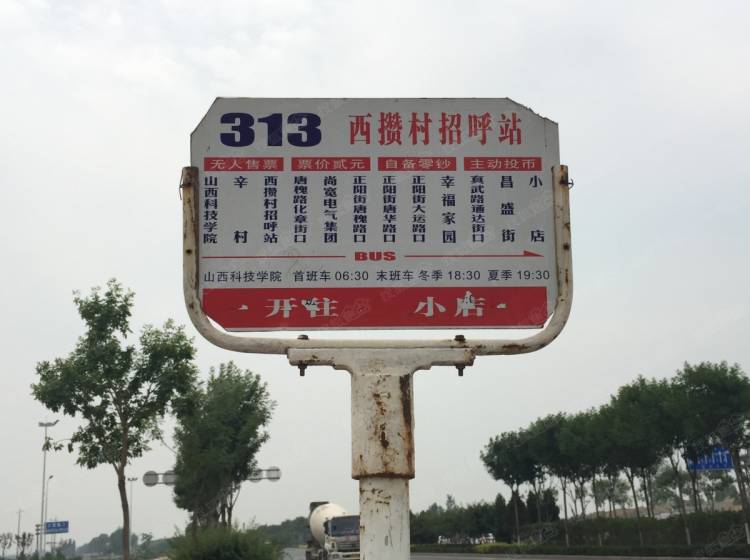 313 西攒村招呼站
无人售票 票价贰元 自备零钞 主动投币
山西科技学院
辛村
西攒村招呼站
唐槐路化章街口
尚宽电气集团
正阳街唐槐路口
正阳街唐华路口
正阳街大运路口
幸福家园
真武路通达街口
昌盛街
小店
BUS
山西科技学院 首班车 06:30 末班车 冬季 18:30 夏季 19:30
开往 小店